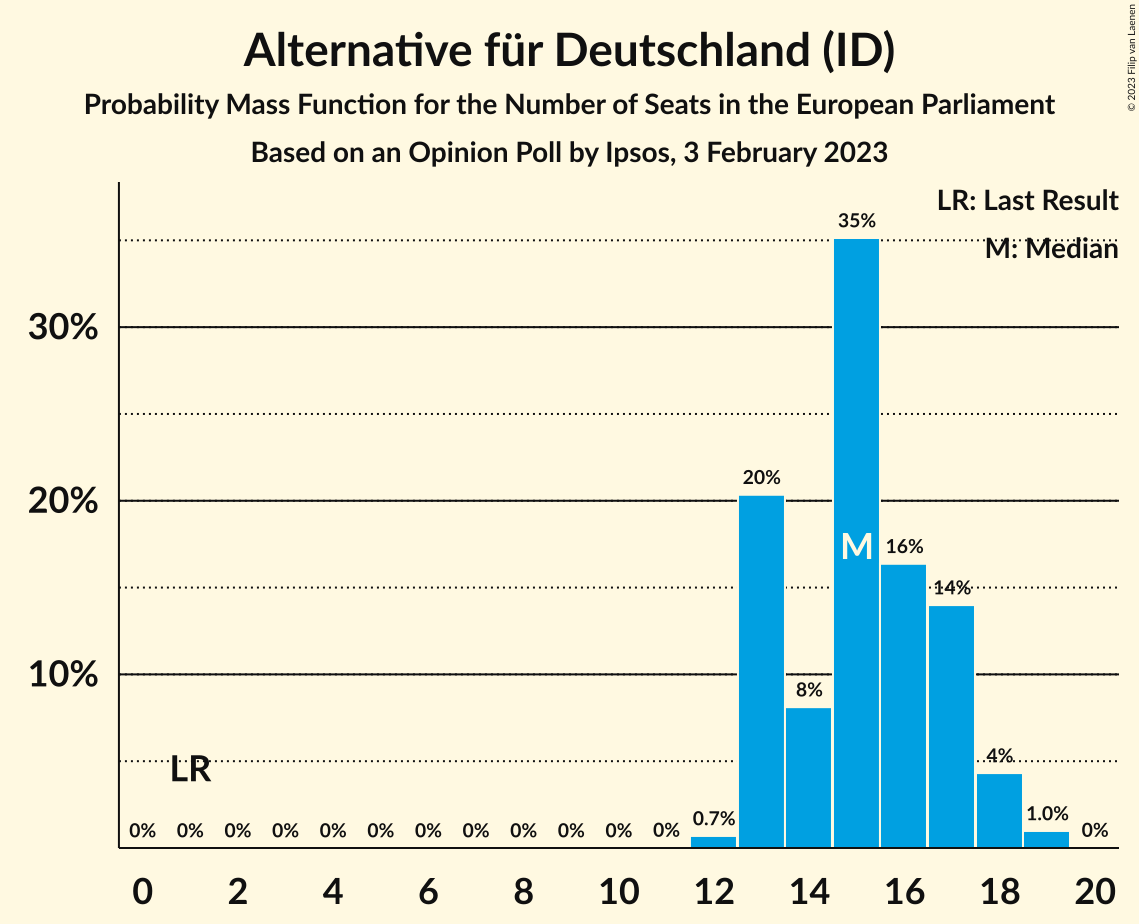 Alternative für Deutschland (ID)
Probability Mass Function for the Number of Seats in the European Parliament
Based on an Opinion Poll by Ipsos, 3 February 2023
© 2023 Filip van Laenen
LR: Last Result
M: Median
35%
30%
20%
20%
M
16%
14%
10%
8%
LR
4%
0% 0% 0% 0% 0% 0% 0% 0% 0% 0% 0% 0% 0.7% 1.0% 0%
0 2 4 6 8 10 12 14 16 18 20